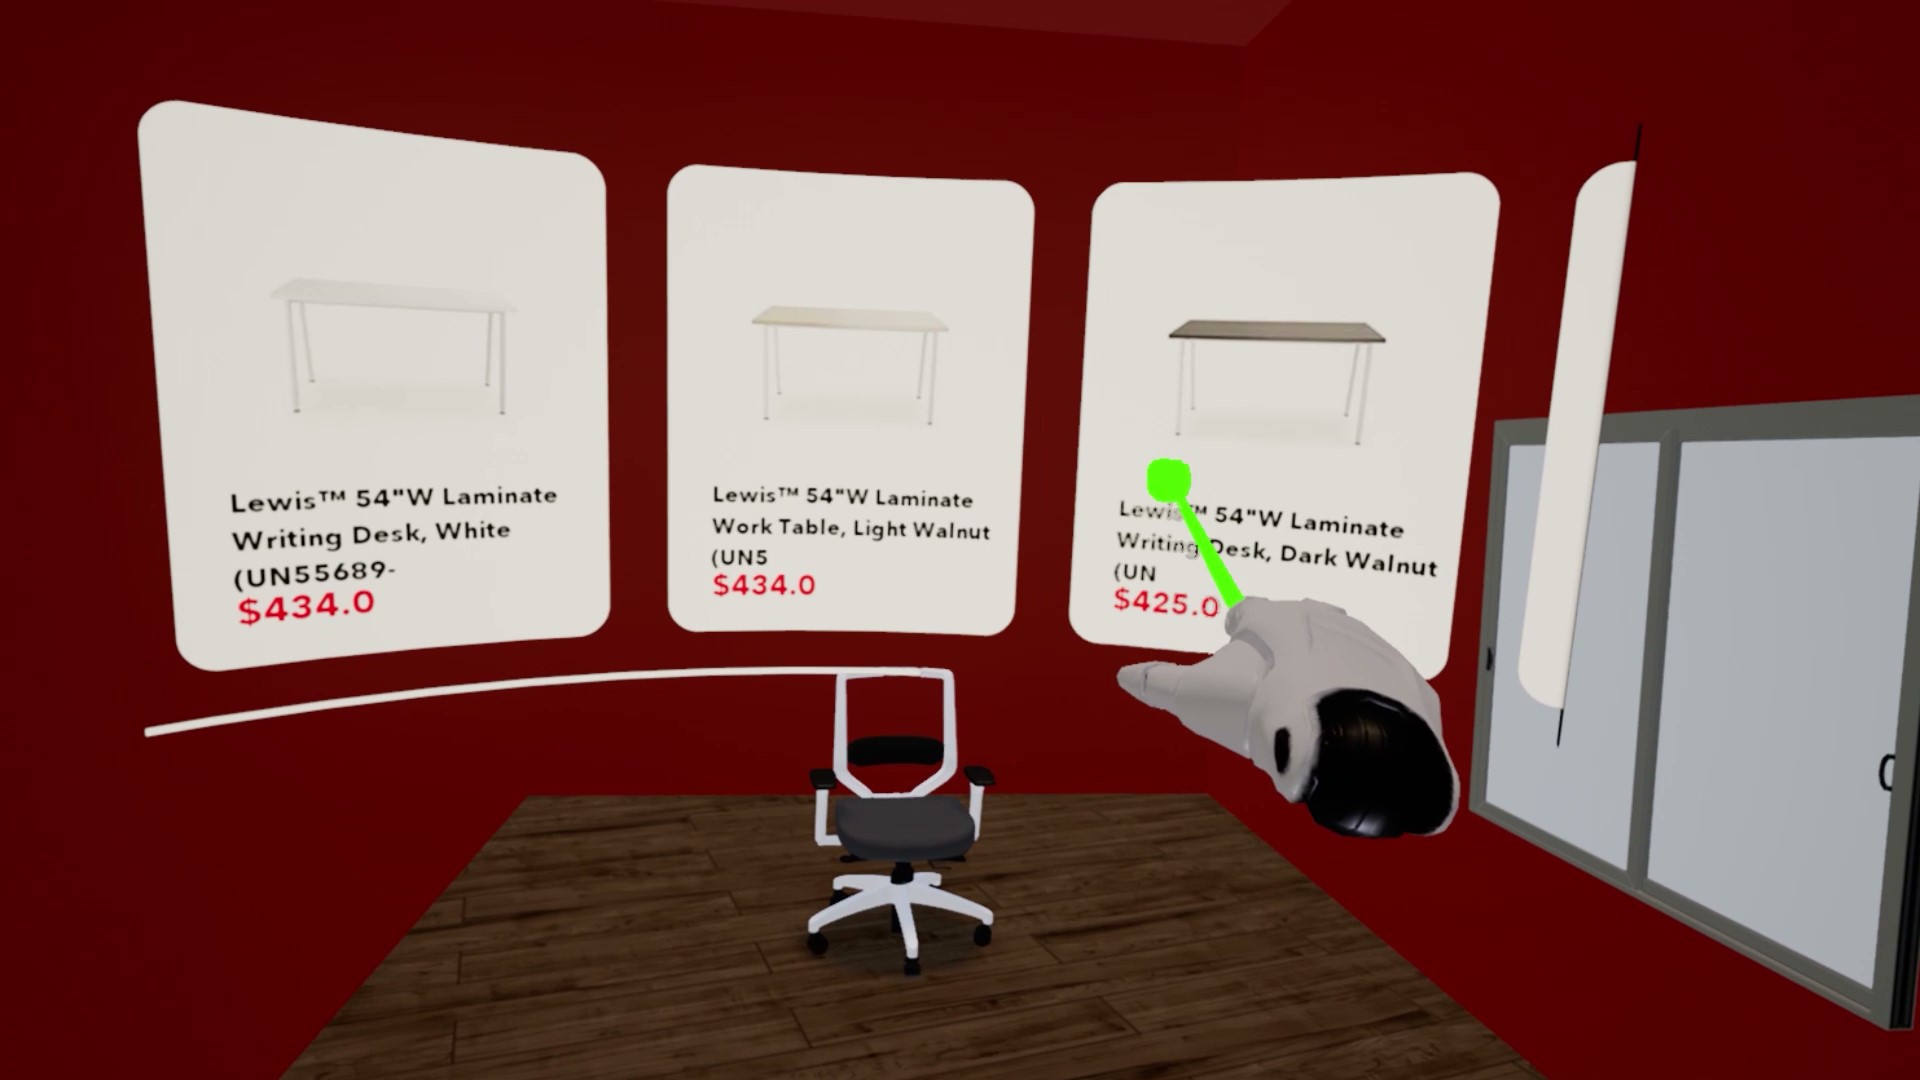 Lewis™ 54"W Laminate
Writing Desk, White
(UN55689-
$434.0
Lewis™ 54"W Laminate
Work Table, Light Walnut
(UN5
$434.0
Lewis™ 54"W Laminate
Writing Desk, Dark Walnut
(UN
$425.0